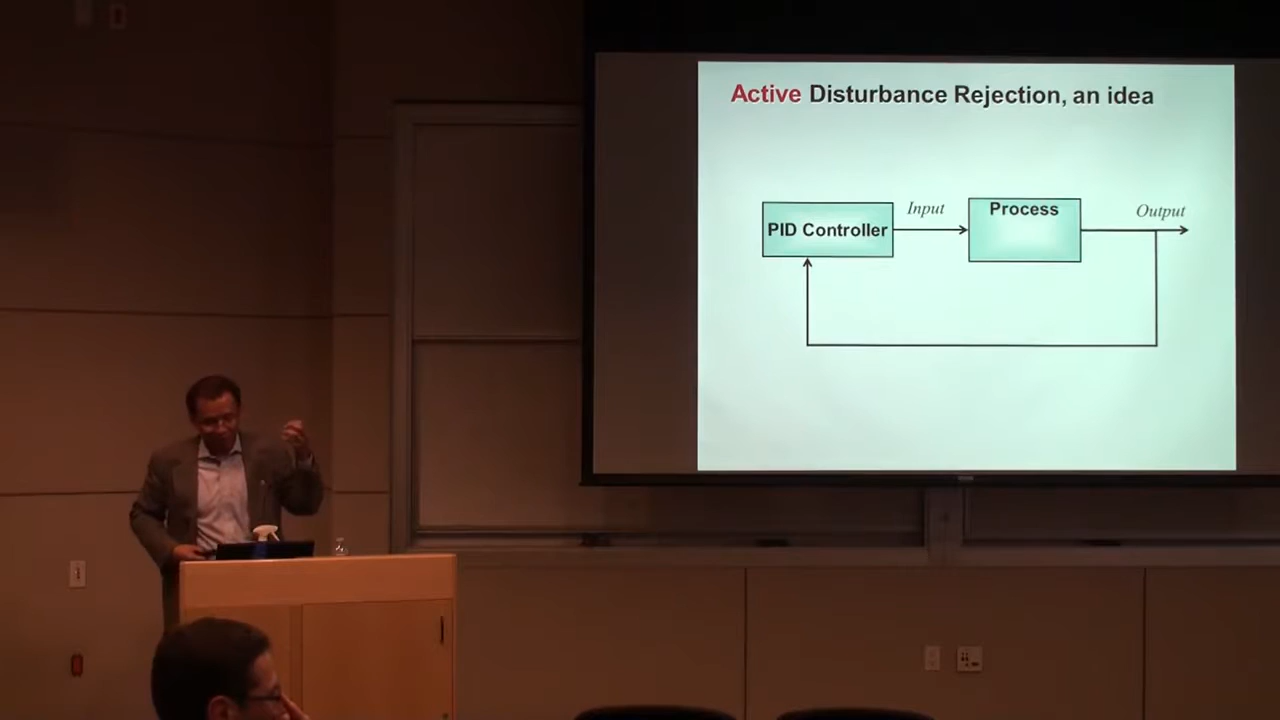 Active Disturbance Rejection, an idea
PID Controller
Input
Process
Output